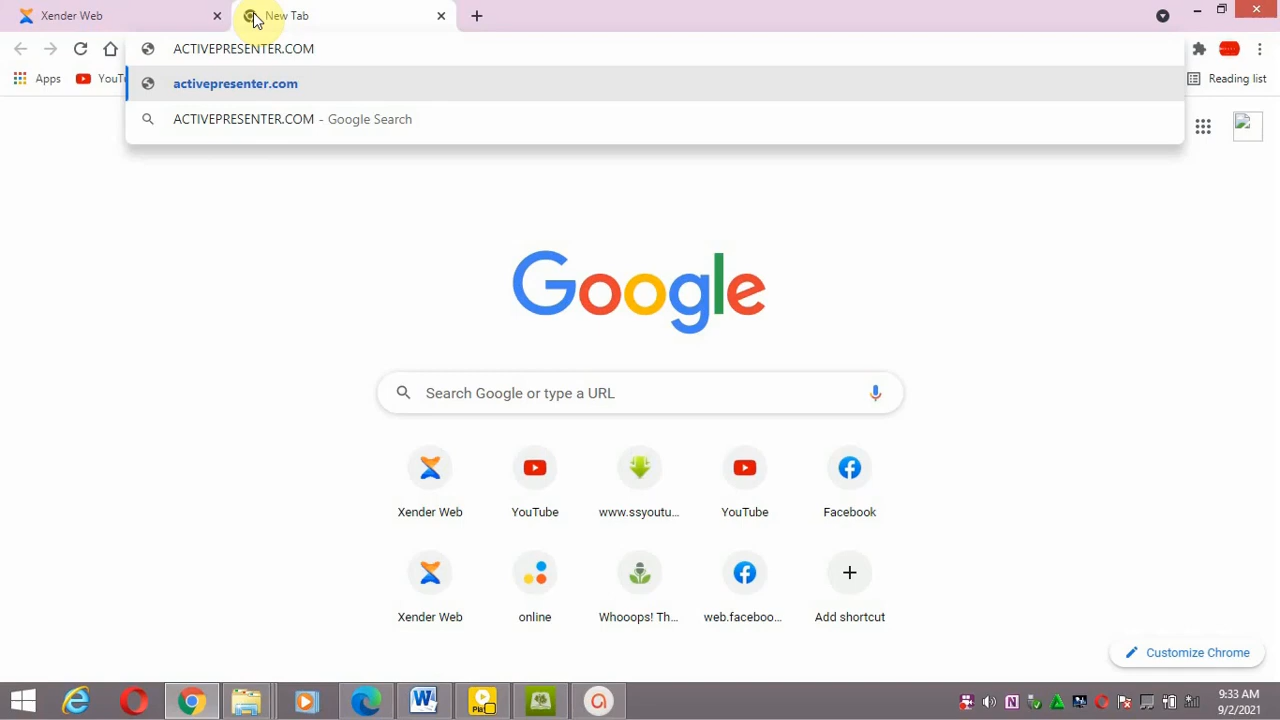 Xender Web
New Tab
ACTIVEPRESENTER.COM
Apps
YouTu
Reading list
activepresenter.com
ACTIVEPRESENTER.COM - Google Search
Google
Search Google or type a URL
Xender Web
YouTube
www.ssyoutu...
YouTube
Facebook
Xender Web
online
Whooops! Th...
web.faceboo...
Add shortcut
Customize Chrome
9:33 AM
9/2/2021